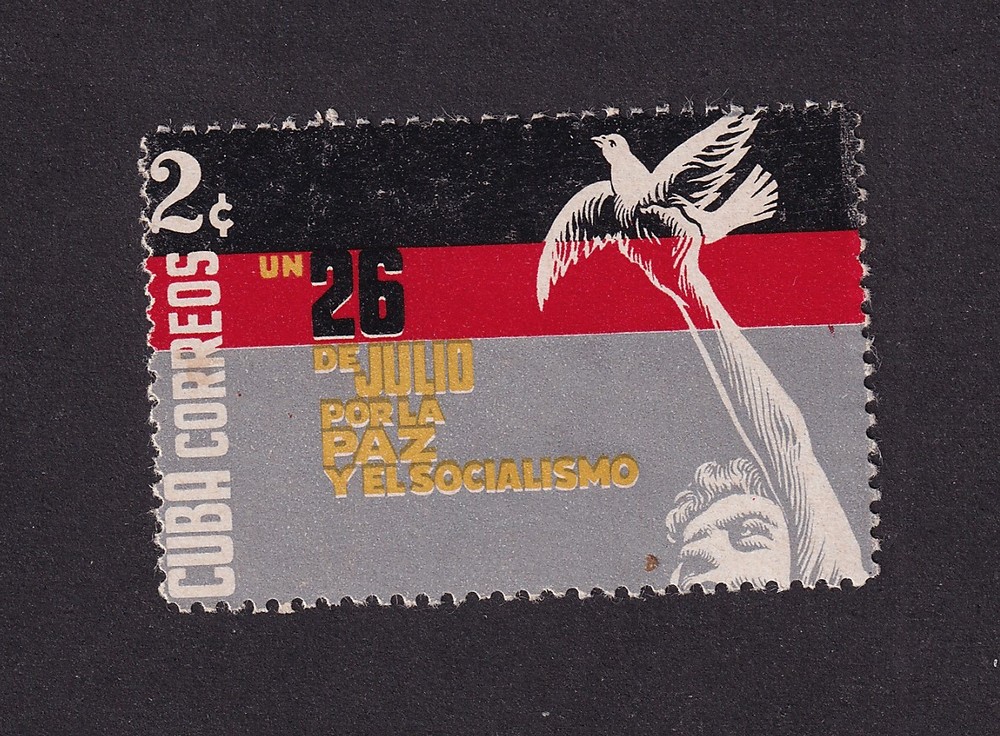 2¢
CUBA CORREOS
UN 26
DE JULIO
POR LA
PAZ
Y EL SOCIALISMO